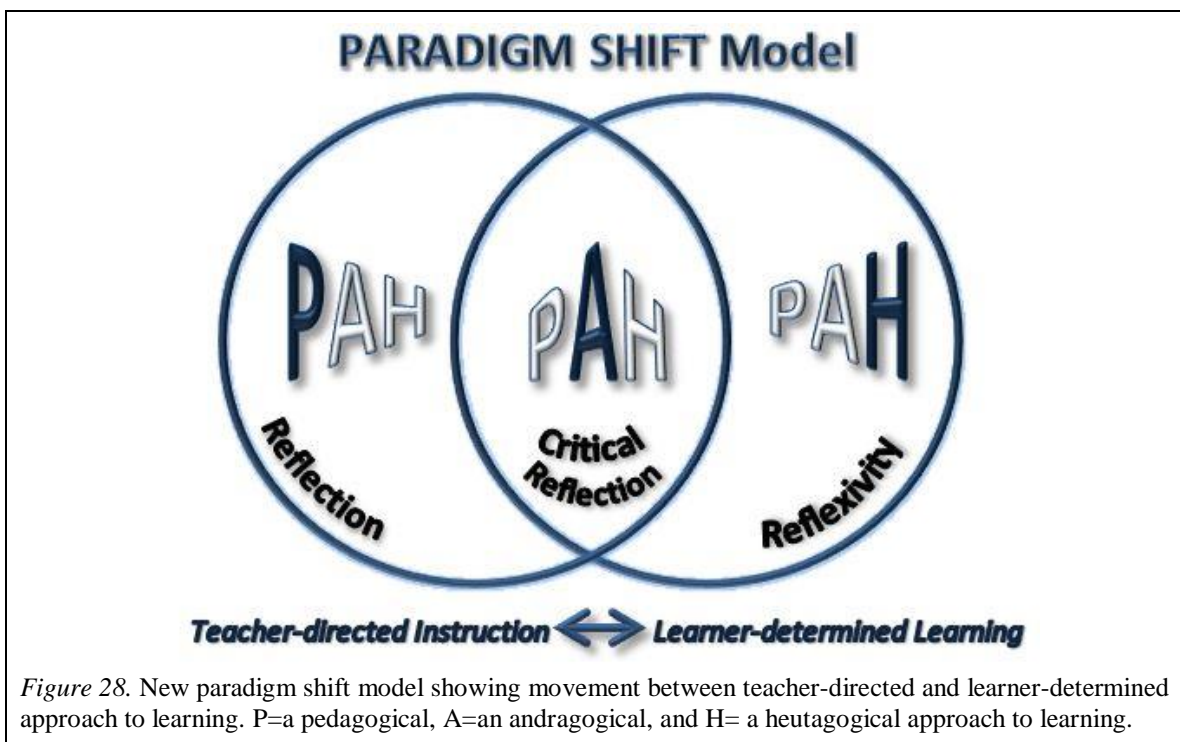 PARADIGM SHIFT Model
PAH
PAH
PAH
Reflection
Critical
Reflection
Reflexivity
Teacher-directed Instruction
Learner-determined Learning
Figure 28. New paradigm shift model showing movement between teacher-directed and learner-determined
approach to learning. P=a pedagogical, A=an andragogical, and H= a heutagogical approach to learning.